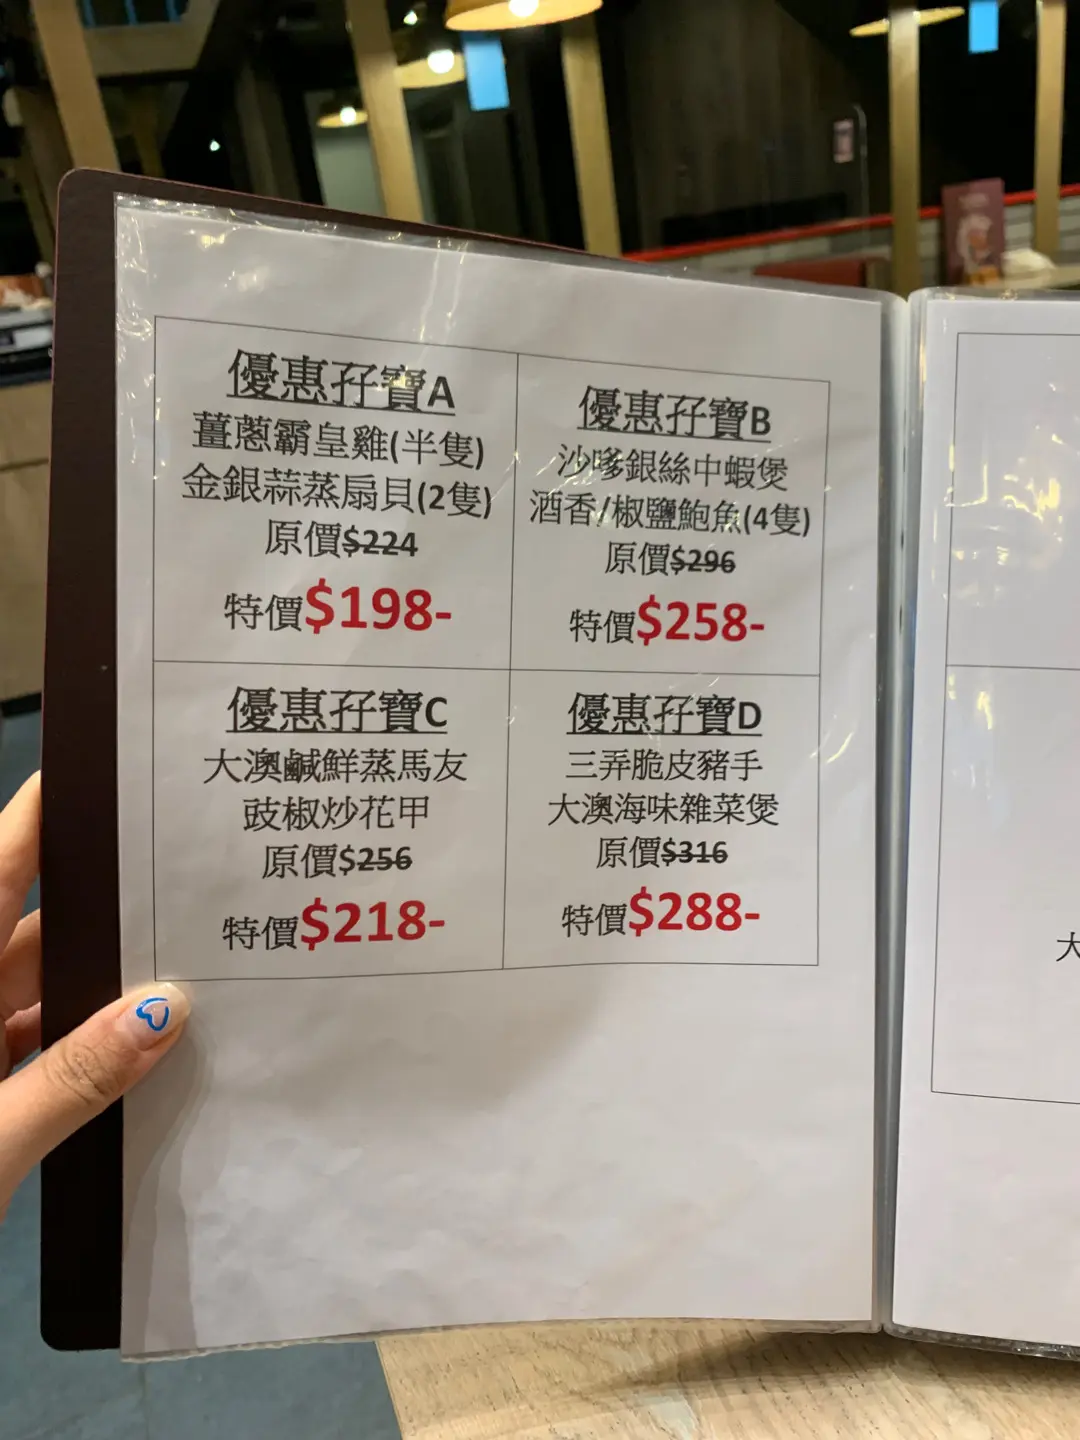 優惠孖寶A
薑蔥霸皇雞(半隻)
金銀蒜蒸扇貝(2隻)
原價$224
特價$198-
優惠孖寶B
沙嗲銀絲中蝦煲
酒香/椒鹽鮑魚(4隻)
原價$296
特價$258-
優惠孖寶C
大澳鹹鮮蒸馬友
豉椒炒花甲
原價$256
特價$218-
優惠孖寶D
三弄脆皮豬手
大澳海味雜菜煲
原價$316
特價$288-
大